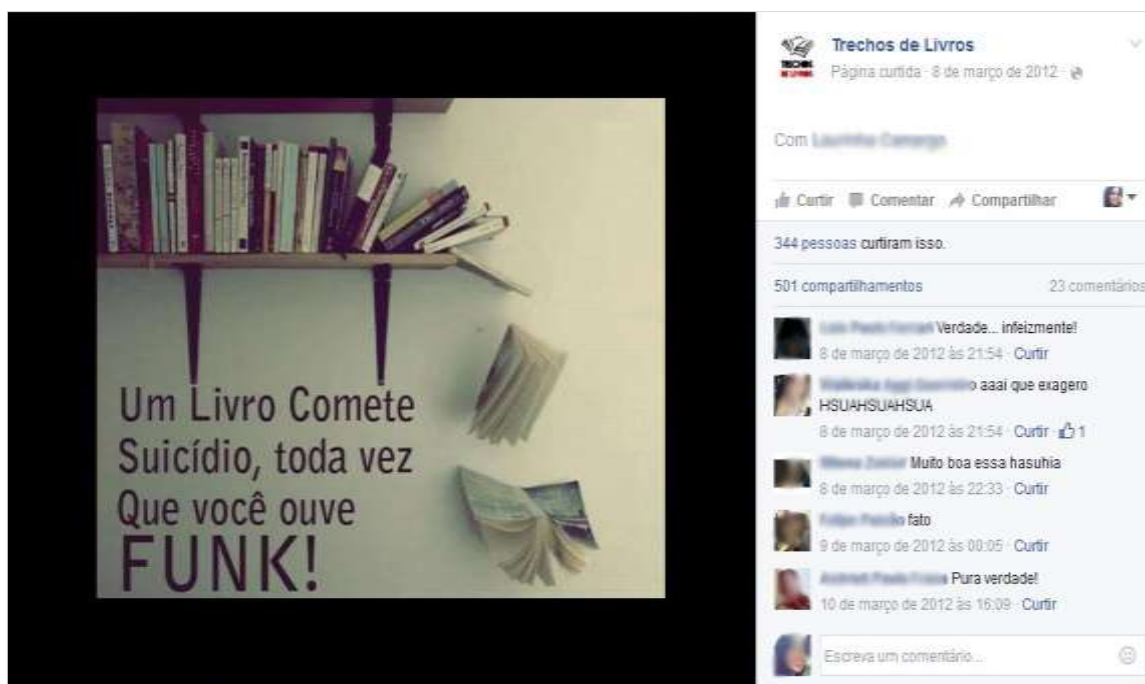 Um Livro Comete
Suicídio, toda vez
Que você ouve
FUNK!
TRECHOS
DE LIVROS
Trechos de Livros
Página curtida · 8 de março de 2012 ·
Com
Curtir Comentar Compartilhar
344 pessoas curtiram isso.
501 compartilhamentos 23 comentários
Verdade... infeizmente!
8 de março de 2012 às 21:54 · Curtir
o aaai que exagero
HSUAHSUAHSUA
8 de março de 2012 às 21:54 · Curtir · 1
Muito boa essa hasuhia
8 de março de 2012 às 22:33 · Curtir
fato
9 de março de 2012 às 00:05 · Curtir
Pura verdade!
10 de março de 2012 às 16:09 · Curtir
Escreva um comentário...